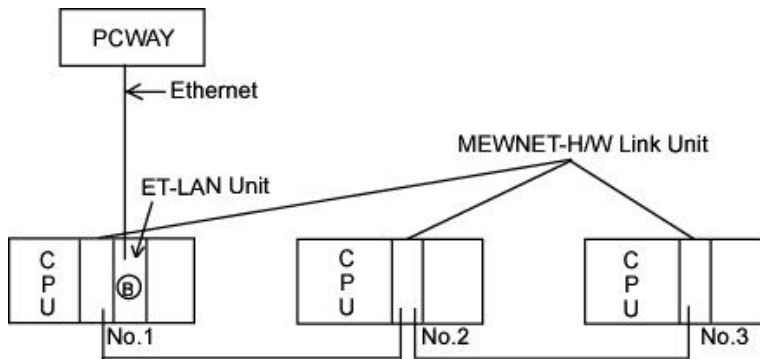 PCWAY
Ethernet
MEWNET-H/W Link Unit
ET-LAN Unit
C
P
U
B
C
P
U
C
P
U
No.1
No.2
No.3